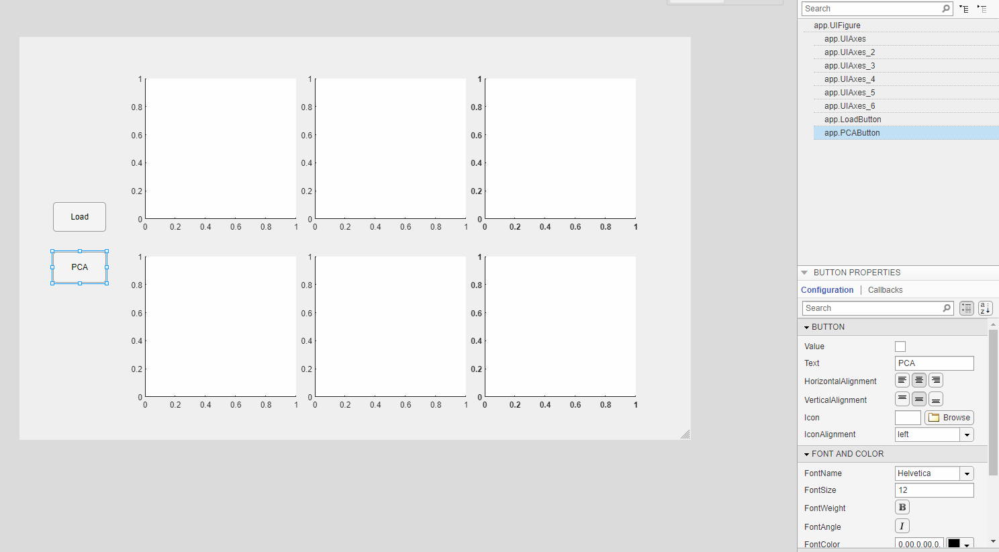 Search
app.UIFigure
app.UIAxes
app.UIAxes_2
app.UIAxes_3
app.UIAxes_4
app.UIAxes_5
app.UIAxes_6
app.LoadButton
app.PCAButton
1 0.8 0.6 0.4 0.2 0
0 0.2 0.4 0.6 0.8 1
1 0.8 0.6 0.4 0.2 0
0 0.2 0.4 0.6 0.8 1
1 0.8 0.6 0.4 0.2 0
0 0.2 0.4 0.6 0.8 1
Load
PCA
1 0.8 0.6 0.4 0.2 0
0 0.2 0.4 0.6 0.8 1
1 0.8 0.6 0.4 0.2 0
0 0.2 0.4 0.6 0.8 1
1 0.8 0.6 0.4 0.2 0
0 0.2 0.4 0.6 0.8 1
BUTTON PROPERTIES
Configuration | Callbacks
Search
a: z
BUTTON
Value
Text PCA
HorizontalAlignment
VerticalAlignment
Icon Browse
IconAlignment left
FONT AND COLOR
FontName Helvetica
FontSize 12
FontWeight B
FontAngle I
FontColor 0.00,0.00,0.